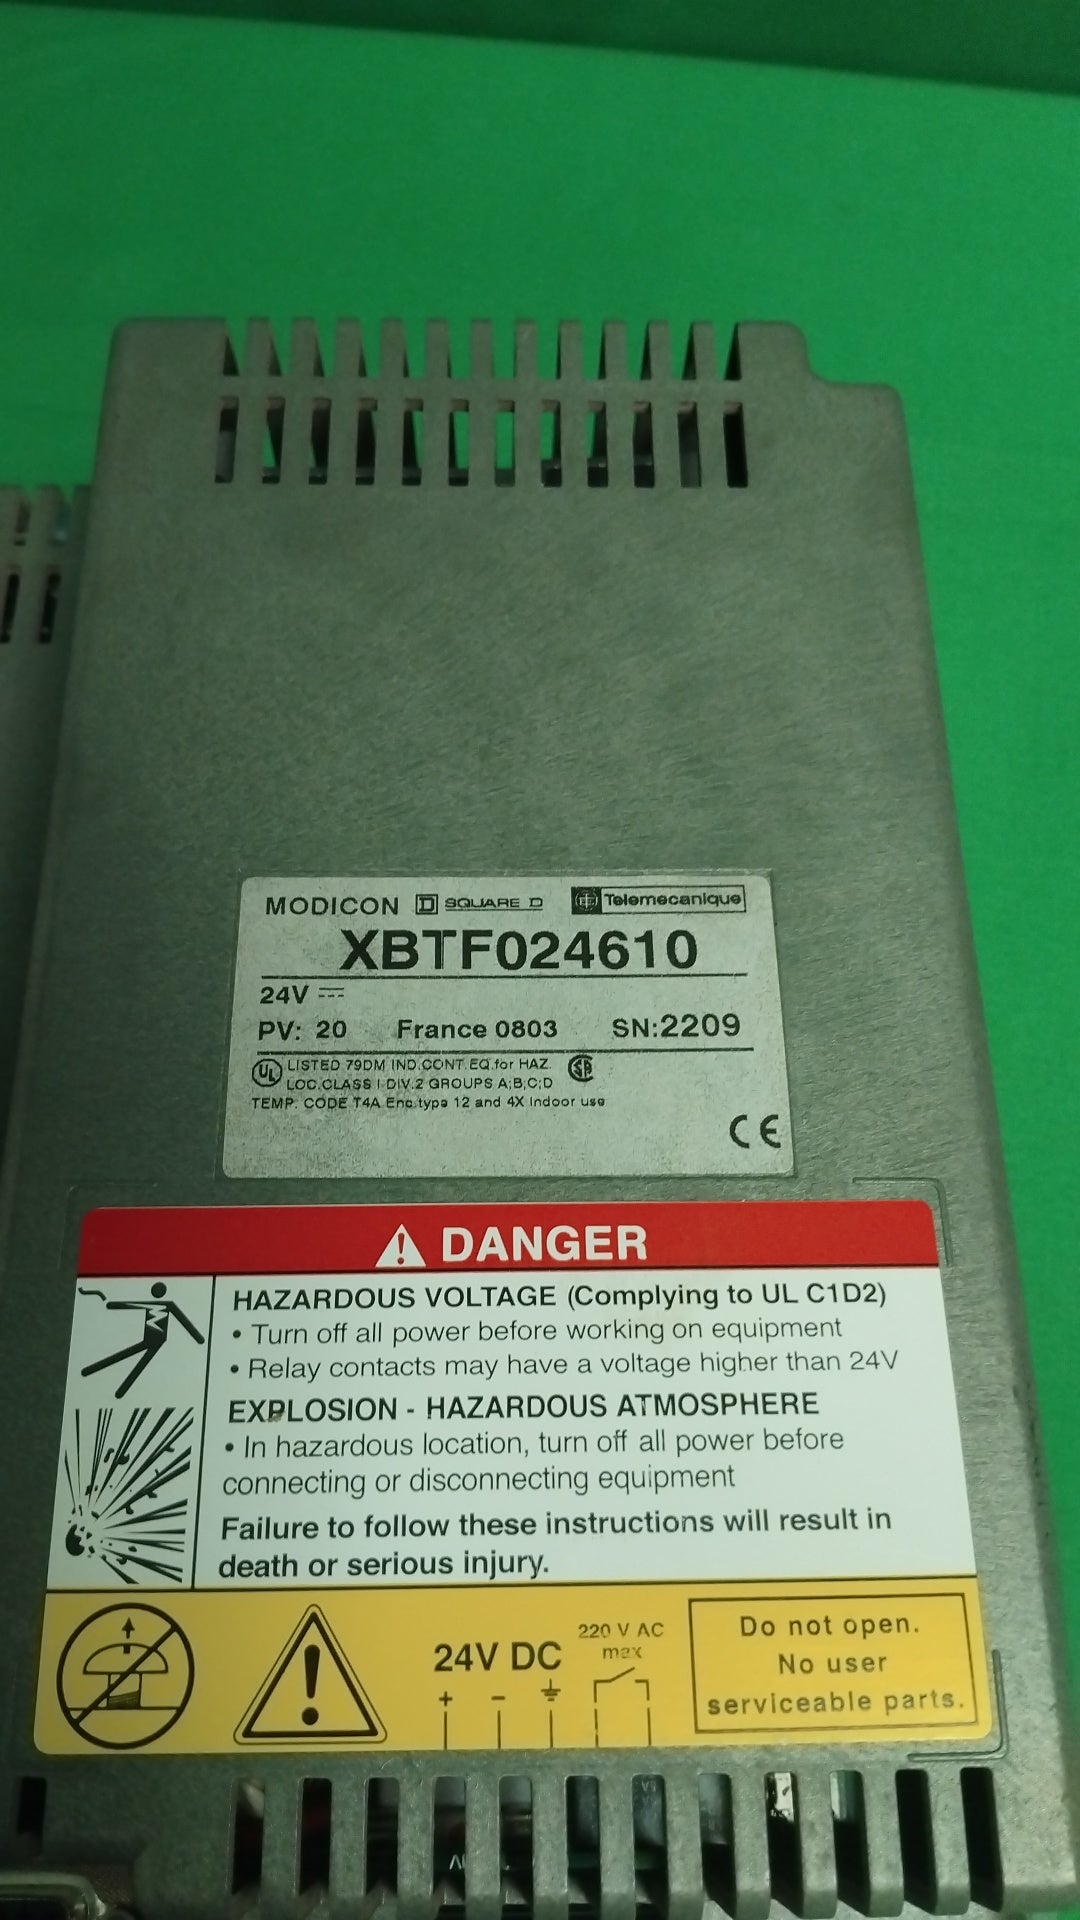 MODICON D SQUARE D Telemecanique
XBTF024610
24V
PV: 20 France 0803 SN:2209
UL LISTED 79DM IND.CONT.EQ.for HAZ.
LOC.CLASS I DIV.2 GROUPS A;B;C;D
TEMP. CODE T4A Enc.type 12 and 4X Indoor use
CE
DANGER
HAZARDOUS VOLTAGE (Complying to UL C1D2)
• Turn off all power before working on equipment
• Relay contacts may have a voltage higher than 24V
EXPLOSION - HAZARDOUS ATMOSPHERE
• In hazardous location, turn off all power before
connecting or disconnecting equipment
Failure to follow these instructions will result in
death or serious injury.
24V DC
+ -
220 V AC
max
Do not open.
No user
serviceable parts.